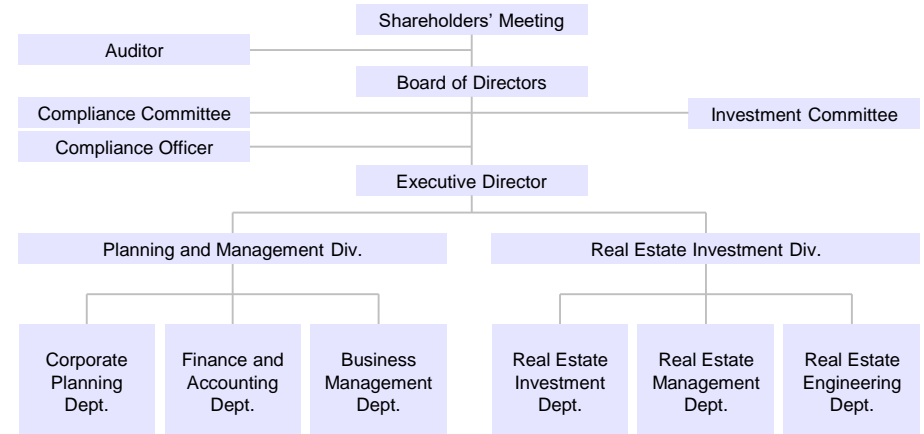 Shareholders’ Meeting
Auditor
Board of Directors
Compliance Committee
Investment Committee
Compliance Officer
Executive Director
Planning and Management Div.
Real Estate Investment Div.
Corporate
Planning
Dept.
Finance and
Accounting
Dept.
Business
Management
Dept.
Real Estate
Investment
Dept.
Real Estate
Management
Dept.
Real Estate
Engineering
Dept.